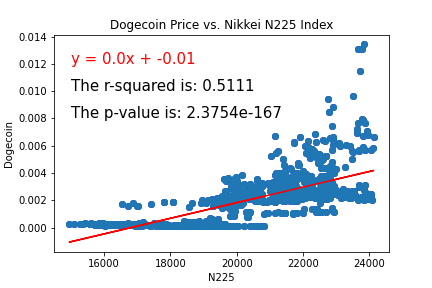 Dogecoin Price vs. Nikkei N225 Index
y = 0.0x + -0.01
The r-squared is: 0.5111
The p-value is: 2.3754e-167
0.014
0.012
0.010
0.008
0.006
0.004
0.002
0.000
Dogecoin
16000 18000 20000 22000 24000
N225